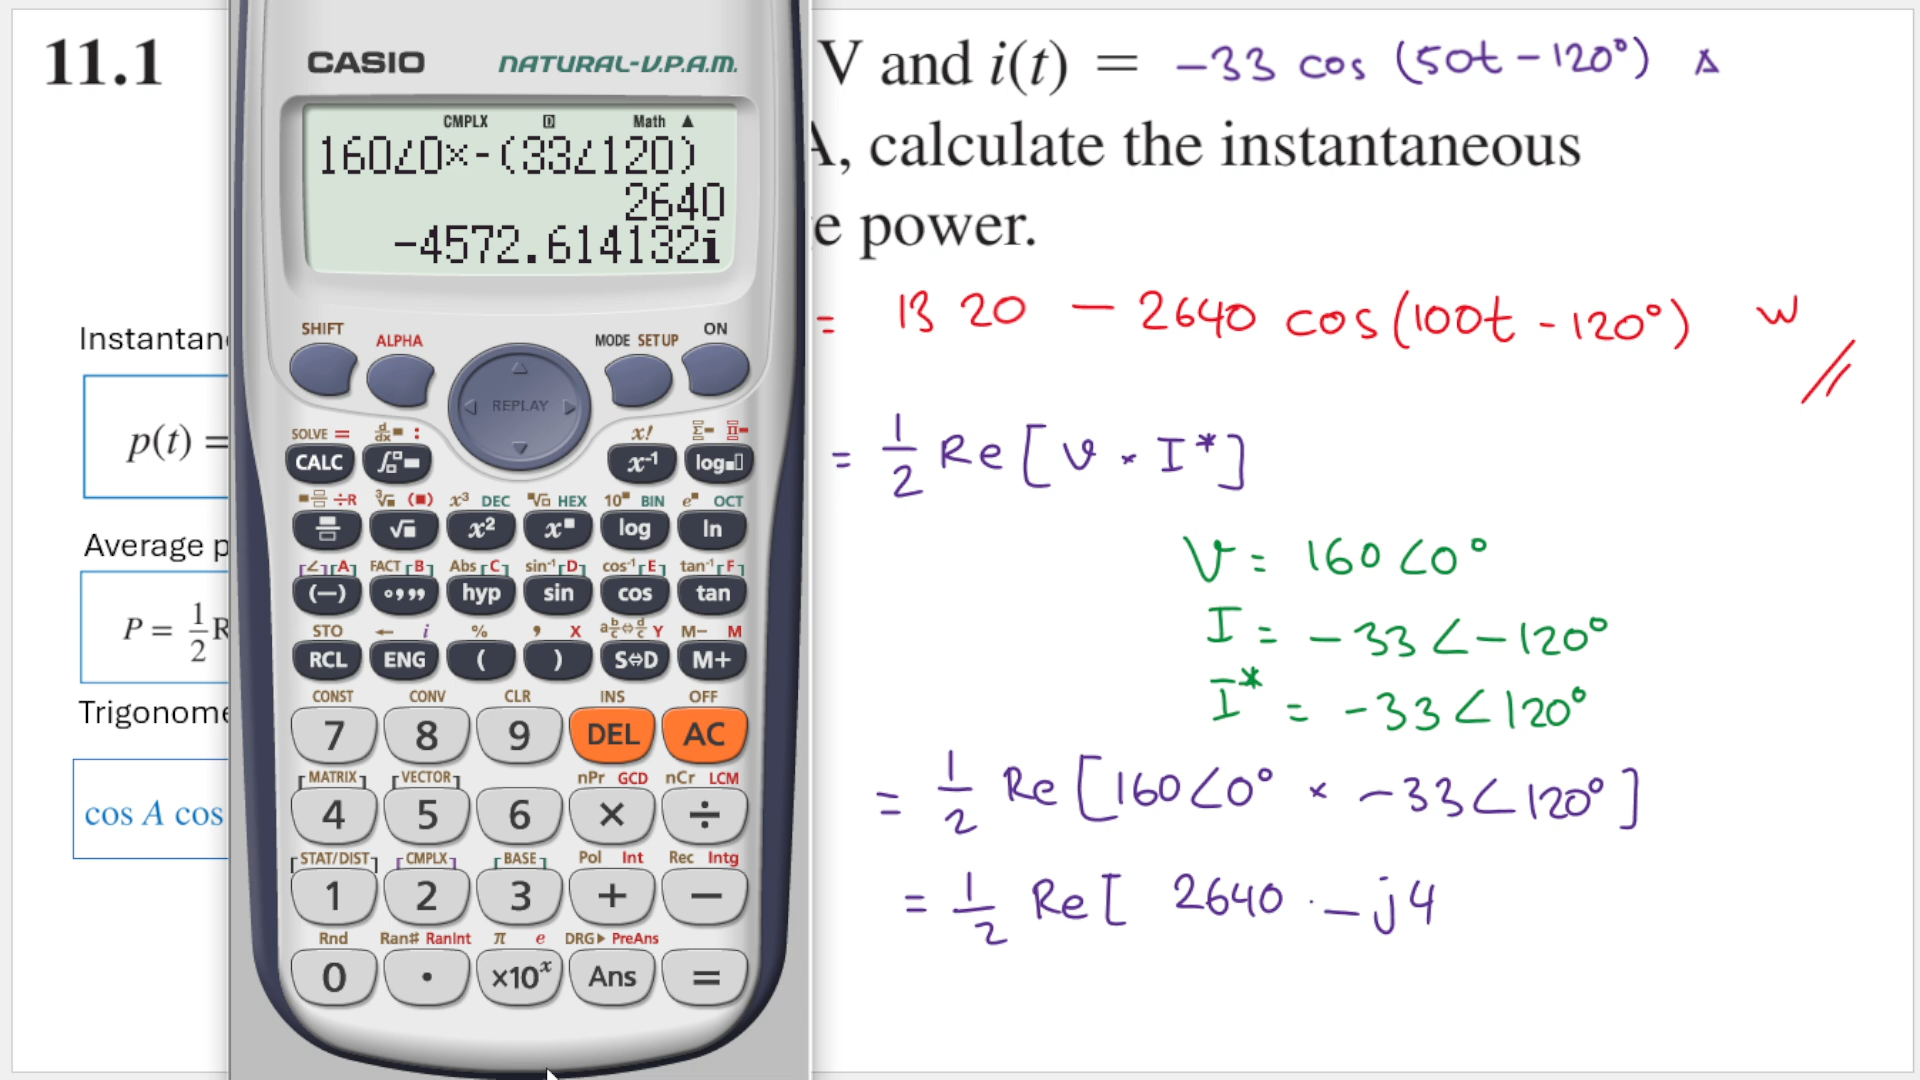 11.1
V and i(t) = -33 cos (50t - 120°) A
A, calculate the instantaneous
e power.
= 1320 - 2640 cos(100t - 120°) W
Instantan
p(t) =
= 1/2 Re [V × I*]
V = 160∠0°
I = -33∠-120°
I* = -33∠120°
Average p
P = 1/2 R
Trigonome
cos A cos
= 1/2 Re [160∠0° × -33∠120°]
= 1/2 Re [ 2640 - j4
CASIO NATURAL-V.P.A.M.
CMPLX D Math ▲
160∠0×-(33∠120)
2640
-4572.614132i
SHIFT ALPHA MODE SETUP ON
REPLAY
SOLVE = d/dx : x! Σ- Π-
CALC ∫ x⁻¹ log
÷R ³√ x³ DEC √ HEX 10 BIN e OCT
√ x² x log ln
∠ A FACT B Abs C sin⁻¹ D cos⁻¹ E tan⁻¹ F
(−) °,,, hyp sin cos tan
STO ← i % , X a b/c⇔d/c Y M− M
RCL ENG ( ) S⇔D M+
CONST CONV CLR INS OFF
7 8 9 DEL AC
MATRIX VECTOR nPr GCD nCr LCM
4 5 6 × ÷
STAT/DIST CMPLX BASE Pol Int Rec Intg
1 2 3 + −
Rnd Ran# RanInt π e DRG▶ PreAns
0 . ×10ˣ Ans =